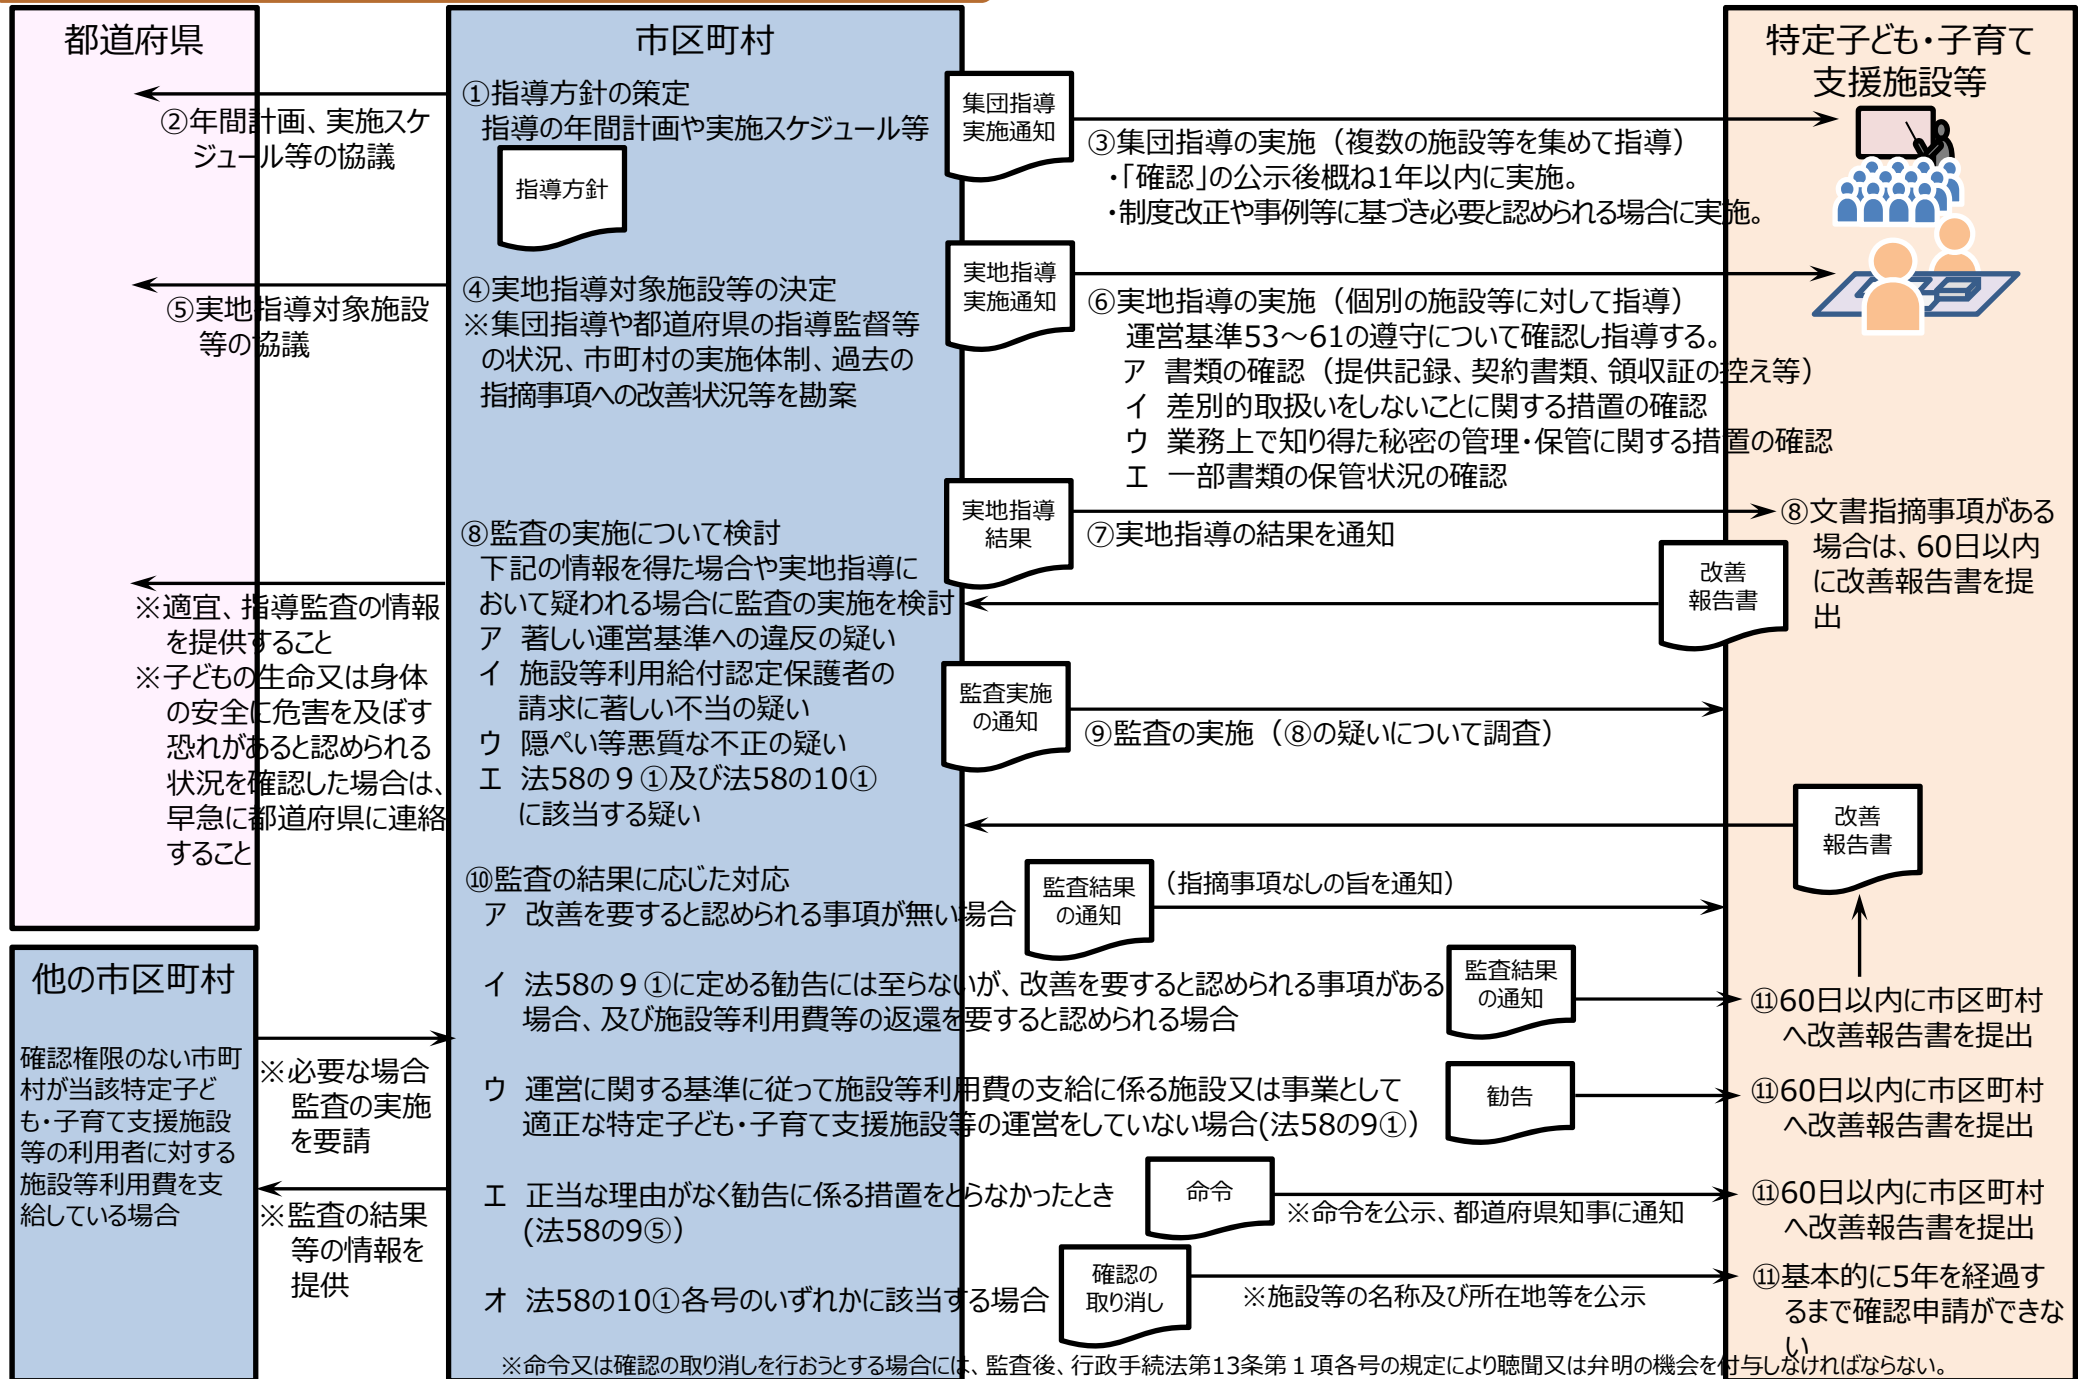 都道府県
②年間計画、実施スケ
ジュール等の協議
⑤実地指導対象施設
等の協議
※適宜、指導監査の情報
を提供すること
※子どもの生命又は身体
の安全に危害を及ぼす
恐れがあると認められる
状況を確認した場合は、
早急に都道府県に連絡
すること
他の市区町村
確認権限のない市町
村が当該特定子ど
も・子育て支援施設
等の利用者に対する
施設等利用費を支
給している場合
※必要な場合
監査の実施
を要請
※監査の結果
等の情報を
提供
市区町村
①指導方針の策定
指導の年間計画や実施スケジュール等
指導方針
④実地指導対象施設等の決定
※集団指導や都道府県の指導監督等
の状況、市町村の実施体制、過去の
指摘事項への改善状況等を勘案
⑧監査の実施について検討
下記の情報を得た場合や実地指導に
おいて疑われる場合に監査の実施を検討
ア 著しい運営基準への違反の疑い
イ 施設等利用給付認定保護者の
請求に著しい不当の疑い
ウ 隠ぺい等悪質な不正の疑い
エ 法58の9①及び法58の10①
に該当する疑い
⑩監査の結果に応じた対応
ア 改善を要すると認められる事項が無い場合
イ 法58の9①に定める勧告には至らないが、改善を要すると認められる事項がある
場合、及び施設等利用費等の返還を要すると認められる場合
ウ 運営に関する基準に従って施設等利用費の支給に係る施設又は事業として
適正な特定子ども・子育て支援施設等の運営をしていない場合(法58の9①)
エ 正当な理由がなく勧告に係る措置をとらなかったとき
(法58の9⑤)
オ 法58の10①各号のいずれかに該当する場合
集団指導
実施通知
③集団指導の実施（複数の施設等を集めて指導）
・「確認」の公示後概ね1年以内に実施。
・制度改正や事例等に基づき必要と認められる場合に実施。
実地指導
実施通知
⑥実地指導の実施（個別の施設等に対して指導）
運営基準53～61の遵守について確認し指導する。
ア 書類の確認（提供記録、契約書類、領収証の控え等）
イ 差別的取扱いをしないことに関する措置の確認
ウ 業務上で知り得た秘密の管理・保管に関する措置の確認
エ 一部書類の保管状況の確認
実地指導
結果
⑦実地指導の結果を通知
改善
報告書
監査実施
の通知
⑨監査の実施（⑧の疑いについて調査）
監査結果
の通知
（指摘事項なしの旨を通知）
監査結果
の通知
勧告
命令
※命令を公示、都道府県知事に通知
確認の
取り消し
※施設等の名称及び所在地等を公示
特定子ども・子育て
支援施設等
⑧文書指摘事項がある
場合は、60日以内
に改善報告書を提
出
改善
報告書
⑪60日以内に市区町村
へ改善報告書を提出
⑪60日以内に市区町村
へ改善報告書を提出
⑪60日以内に市区町村
へ改善報告書を提出
⑪基本的に5年を経過す
るまで確認申請ができな
い
※命令又は確認の取り消しを行おうとする場合には、監査後、行政手続法第13条第1項各号の規定により聴聞又は弁明の機会を付与しなければならない。